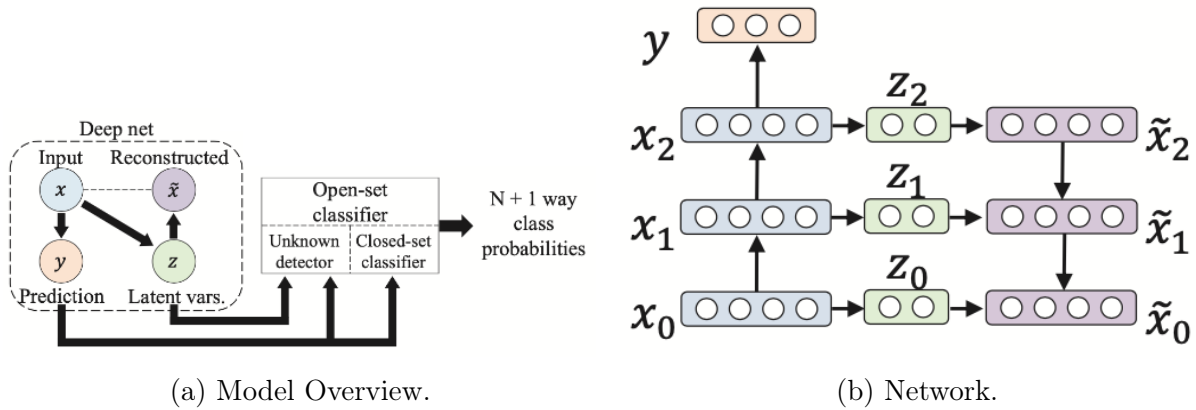 Deep net
Input Reconstructed
x x̃
y z
Prediction Latent vars.
Open-set
classifier
Unknown
detector
Closed-set
classifier
N + 1 way
class
probabilities
(a) Model Overview.
y
z₂
x₂ x̃₂
z₁
x₁ x̃₁
z₀
x₀ x̃₀
(b) Network.